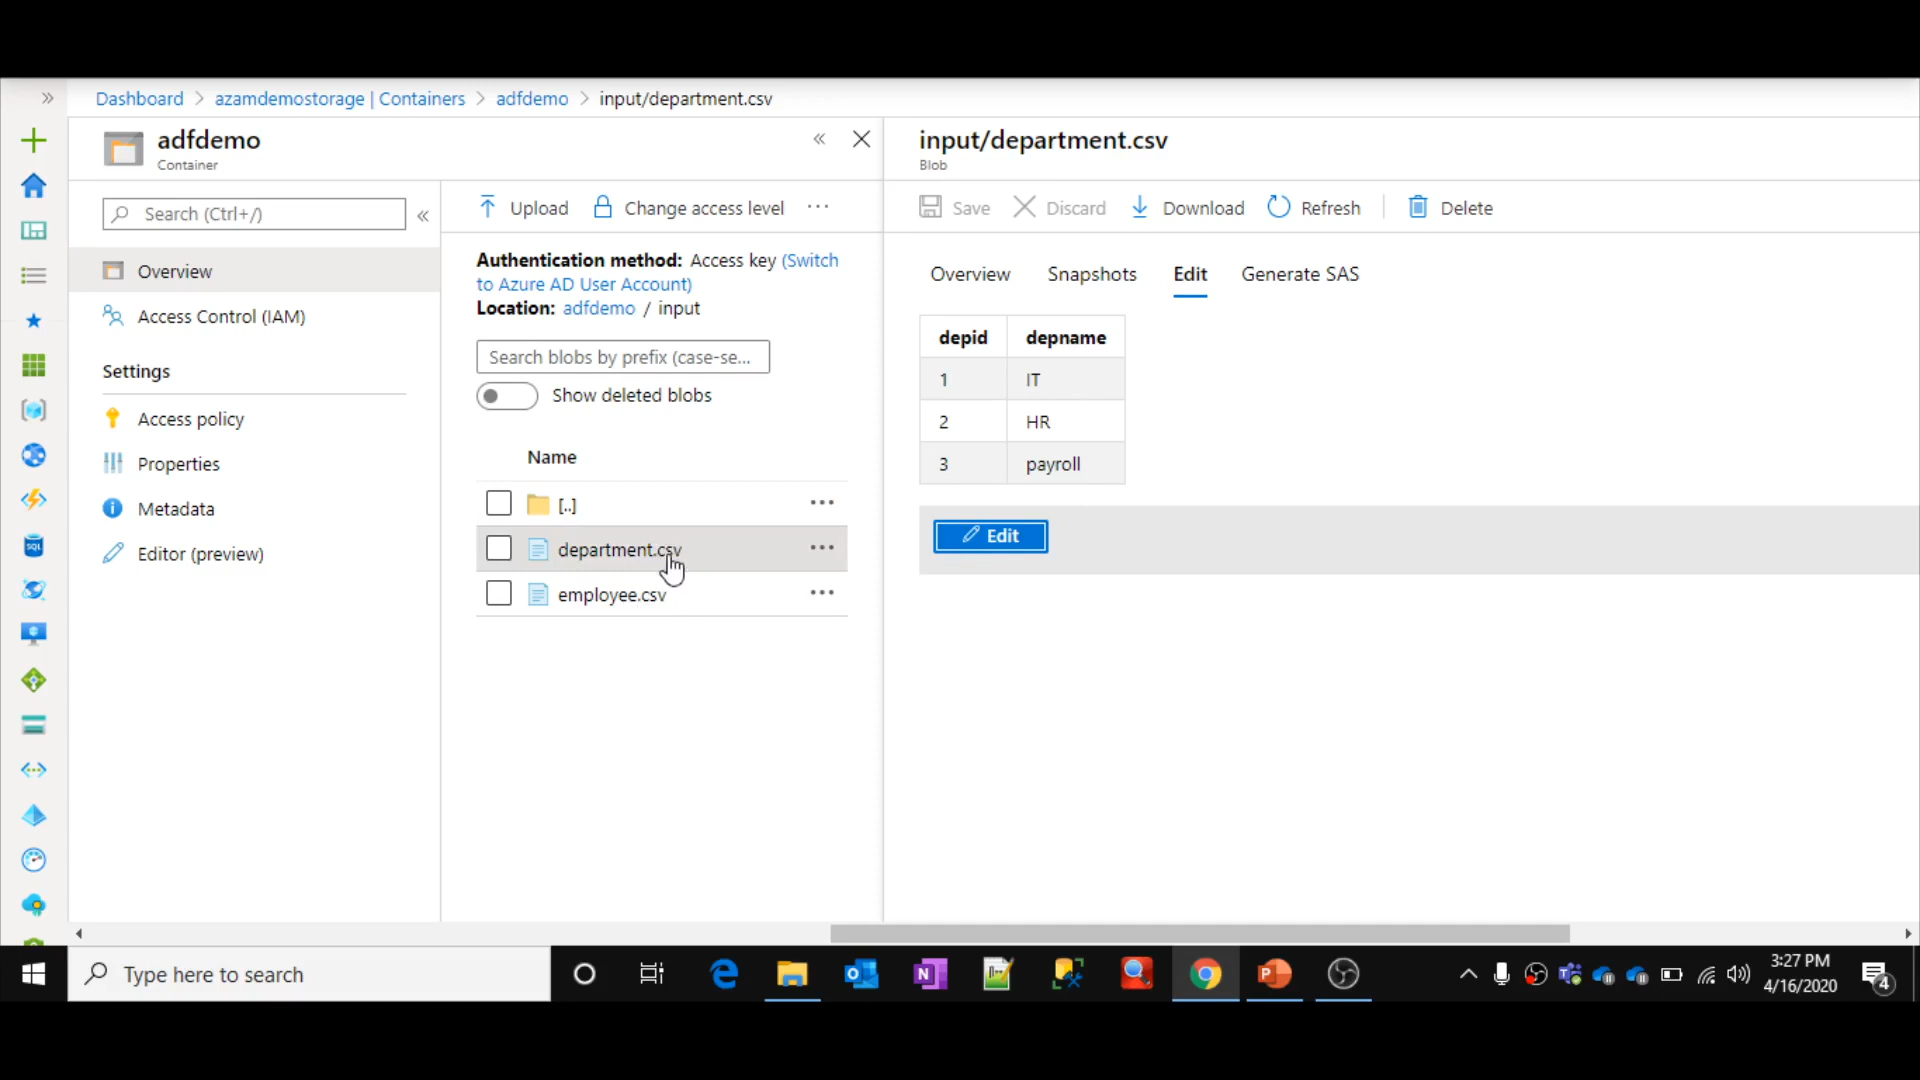 Dashboard > azamdemostorage | Containers > adfdemo > input/department.csv
adfdemo
Container
Search (Ctrl+/)
Overview
Access Control (IAM)
Settings
Access policy
Properties
Metadata
Editor (preview)
Upload
Change access level
Authentication method: Access key (Switch
to Azure AD User Account)
Location: adfdemo / input
Search blobs by prefix (case-se...
Show deleted blobs
Name
[..]
department.csv
employee.csv
input/department.csv
Blob
Save
Discard
Download
Refresh
Delete
Overview
Snapshots
Edit
Generate SAS
depid depname
1 IT
2 HR
3 payroll
Edit
Type here to search
3:27 PM
4/16/2020
4